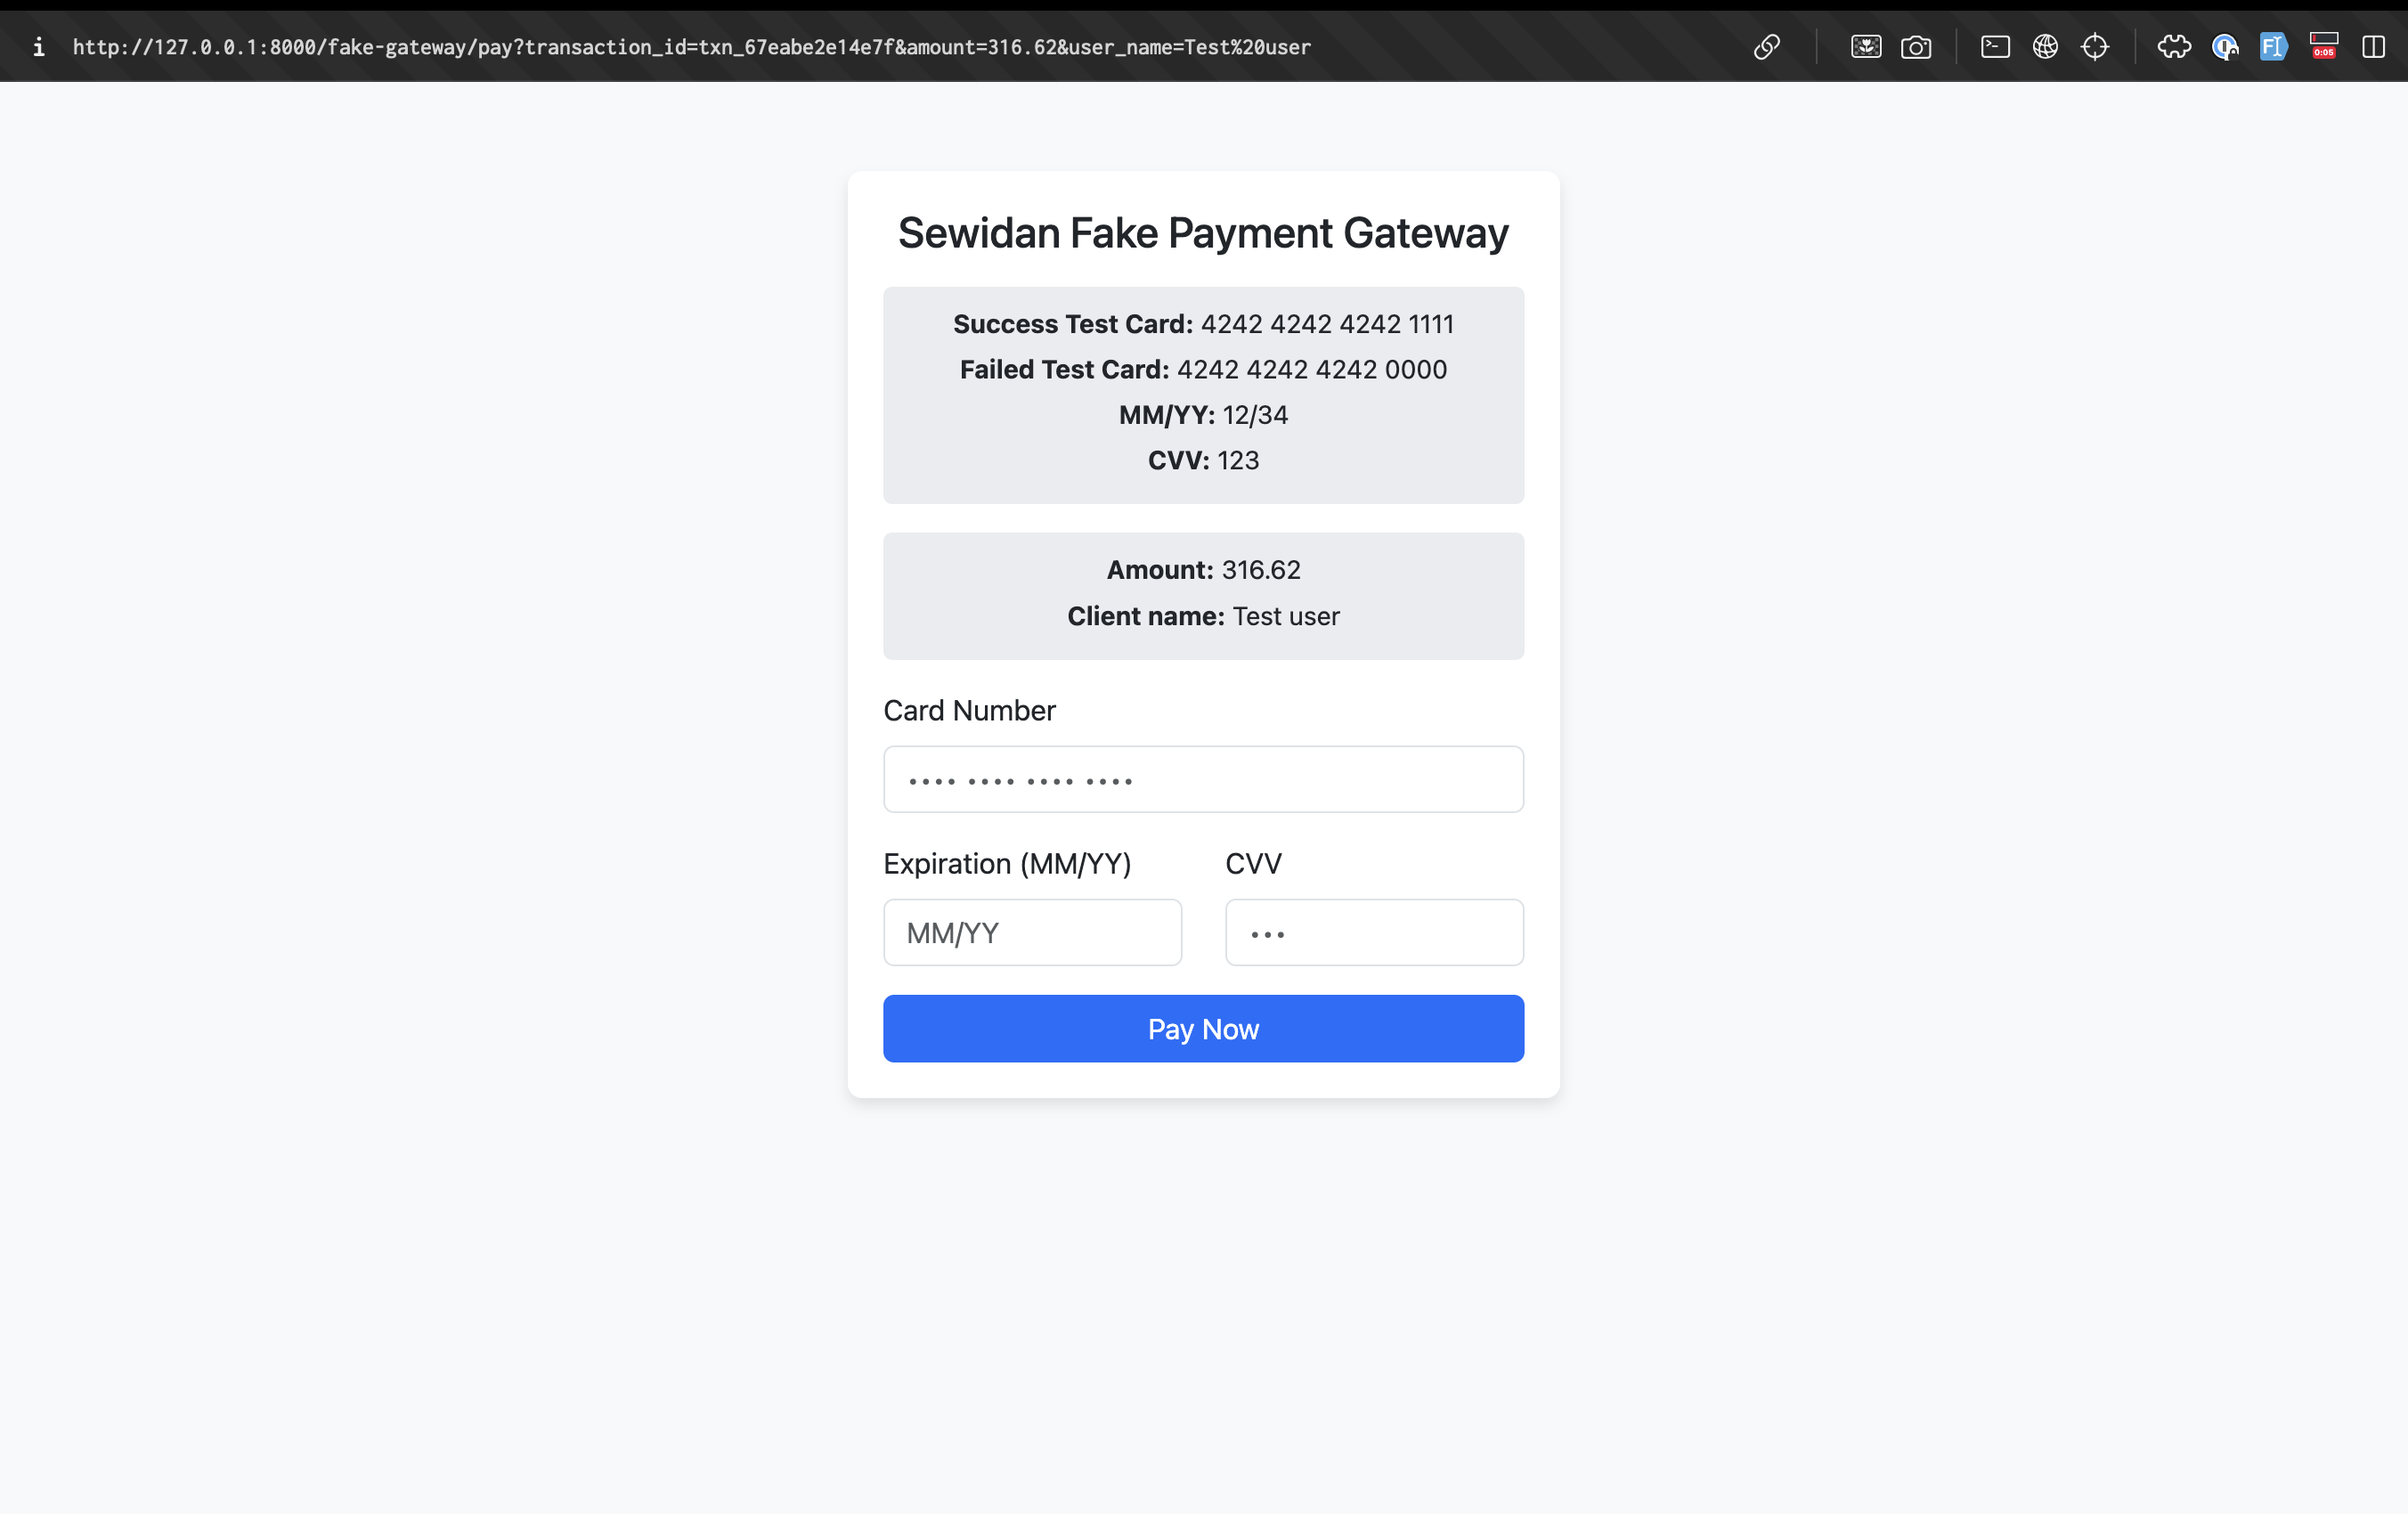 http://127.0.0.1:8000/fake-gateway/pay?transaction_id=txn_67eabe2e14e7f&amount=316.62&user_name=Test%20user
0:05
Sewidan Fake Payment Gateway
Success Test Card: 4242 4242 4242 1111
Failed Test Card: 4242 4242 4242 0000
MM/YY: 12/34
CVV: 123
Amount: 316.62
Client name: Test user
Card Number
•••• •••• •••• ••••
Expiration (MM/YY) CVV
MM/YY •••
Pay Now